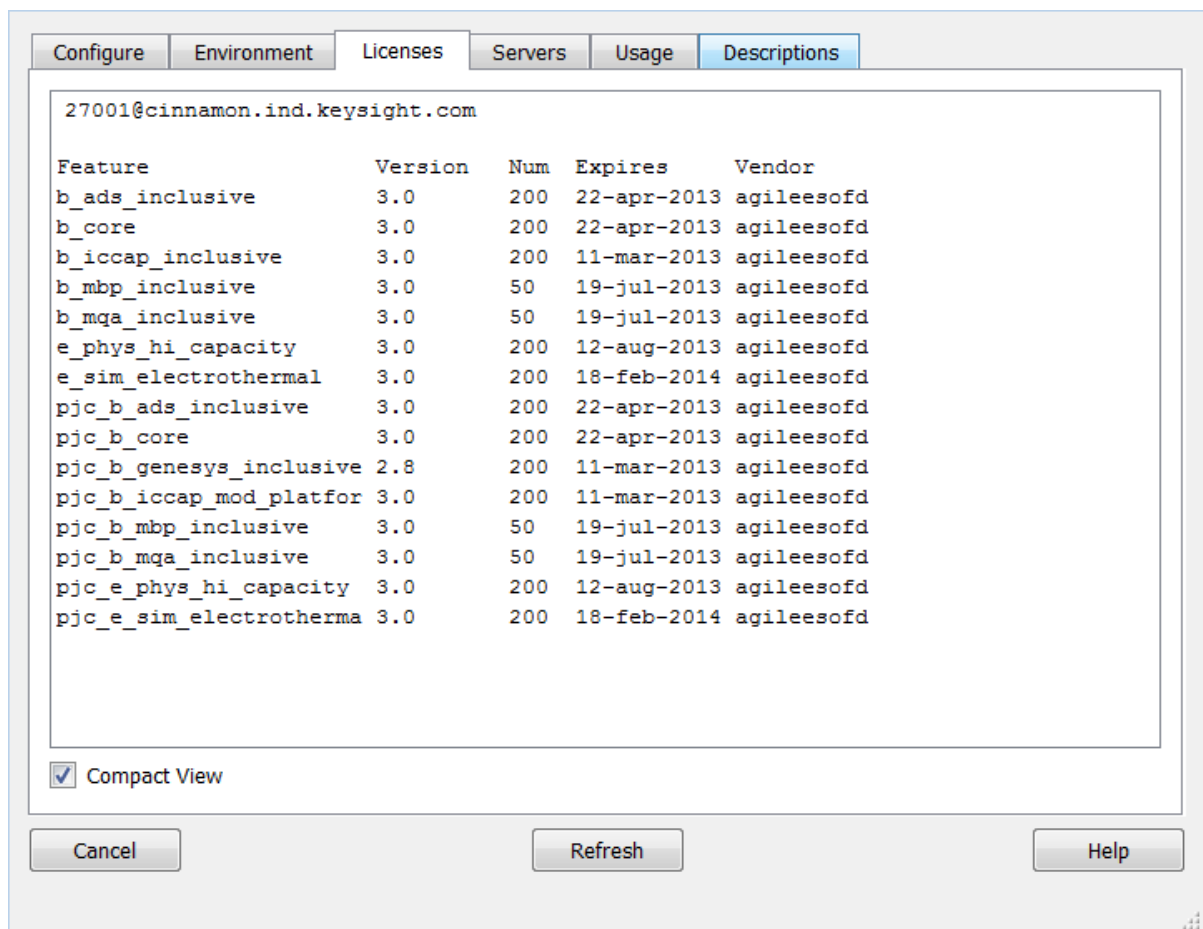 Configure Environment Licenses Servers Usage Descriptions
27001@cinnamon.ind.keysight.com
Feature Version Num Expires Vendor
b_ads_inclusive 3.0 200 22-apr-2013 agileesofd
b_core 3.0 200 22-apr-2013 agileesofd
b_iccap_inclusive 3.0 200 11-mar-2013 agileesofd
b_mbp_inclusive 3.0 50 19-jul-2013 agileesofd
b_mqa_inclusive 3.0 50 19-jul-2013 agileesofd
e_phys_hi_capacity 3.0 200 12-aug-2013 agileesofd
e_sim_electrothermal 3.0 200 18-feb-2014 agileesofd
pjc_b_ads_inclusive 3.0 200 22-apr-2013 agileesofd
pjc_b_core 3.0 200 22-apr-2013 agileesofd
pjc_b_genesys_inclusive 2.8 200 11-mar-2013 agileesofd
pjc_b_iccap_mod_platfor 3.0 200 11-mar-2013 agileesofd
pjc_b_mbp_inclusive 3.0 50 19-jul-2013 agileesofd
pjc_b_mqa_inclusive 3.0 50 19-jul-2013 agileesofd
pjc_e_phys_hi_capacity 3.0 200 12-aug-2013 agileesofd
pjc_e_sim_electrotherma 3.0 200 18-feb-2014 agileesofd
Compact View
Cancel Refresh Help